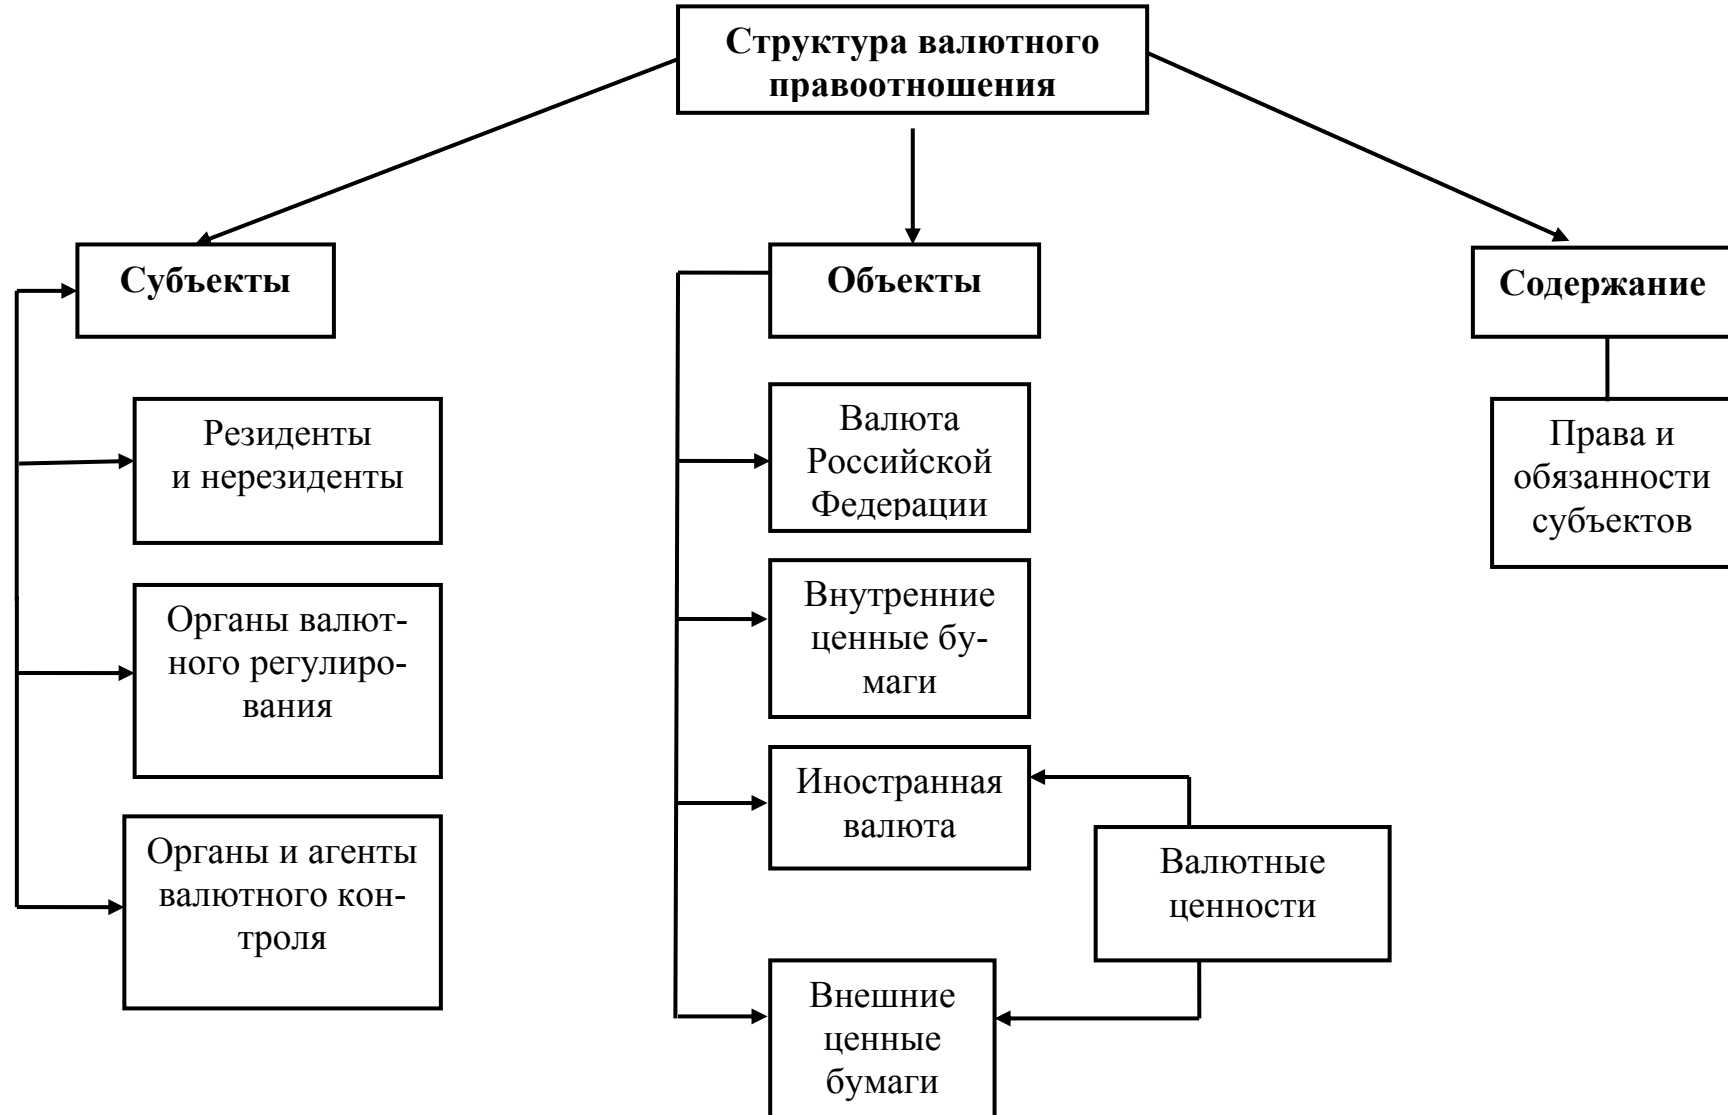 Структура валютного
правоотношения
Субъекты
Объекты
Содержание
Резиденты
и нерезиденты
Органы валют-
ного регулиро-
вания
Органы и агенты
валютного кон-
троля
Валюта
Российской
Федерации
Внутренние
ценные бу-
маги
Иностранная
валюта
Внешние
ценные
бумаги
Валютные
ценности
Права и
обязанности
субъектов